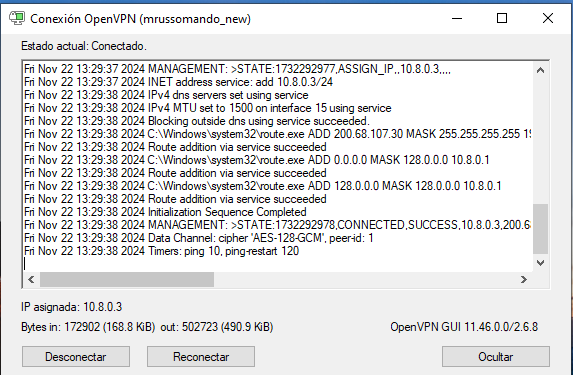 Conexión OpenVPN (mrussomando_new)
Estado actual: Conectado.
Fri Nov 22 13:29:37 2024 MANAGEMENT: >STATE:1732292977,ASSIGN_IP,,10.8.0.3,,,,
Fri Nov 22 13:29:37 2024 INET address service: add 10.8.0.3/24
Fri Nov 22 13:29:38 2024 IPv4 dns servers set using service
Fri Nov 22 13:29:38 2024 IPv4 MTU set to 1500 on interface 15 using service
Fri Nov 22 13:29:38 2024 Blocking outside dns using service succeeded.
Fri Nov 22 13:29:38 2024 C:\Windows\system32\route.exe ADD 200.68.107.30 MASK 255.255.255.255
Fri Nov 22 13:29:38 2024 Route addition via service succeeded
Fri Nov 22 13:29:38 2024 C:\Windows\system32\route.exe ADD 0.0.0.0 MASK 128.0.0.0 10.8.0.1
Fri Nov 22 13:29:38 2024 Route addition via service succeeded
Fri Nov 22 13:29:38 2024 C:\Windows\system32\route.exe ADD 128.0.0.0 MASK 128.0.0.0 10.8.0.1
Fri Nov 22 13:29:38 2024 Route addition via service succeeded
Fri Nov 22 13:29:38 2024 Initialization Sequence Completed
Fri Nov 22 13:29:38 2024 MANAGEMENT: >STATE:1732292978,CONNECTED,SUCCESS,10.8.0.3,200.6
Fri Nov 22 13:29:38 2024 Data Channel: cipher 'AES-128-GCM', peer-id: 1
Fri Nov 22 13:29:38 2024 Timers: ping 10, ping-restart 120
IP asignada: 10.8.0.3
Bytes in: 172902 (168.8 KiB) out: 502723 (490.9 KiB) OpenVPN GUI 11.46.0.0/2.6.8
Desconectar Reconectar Ocultar